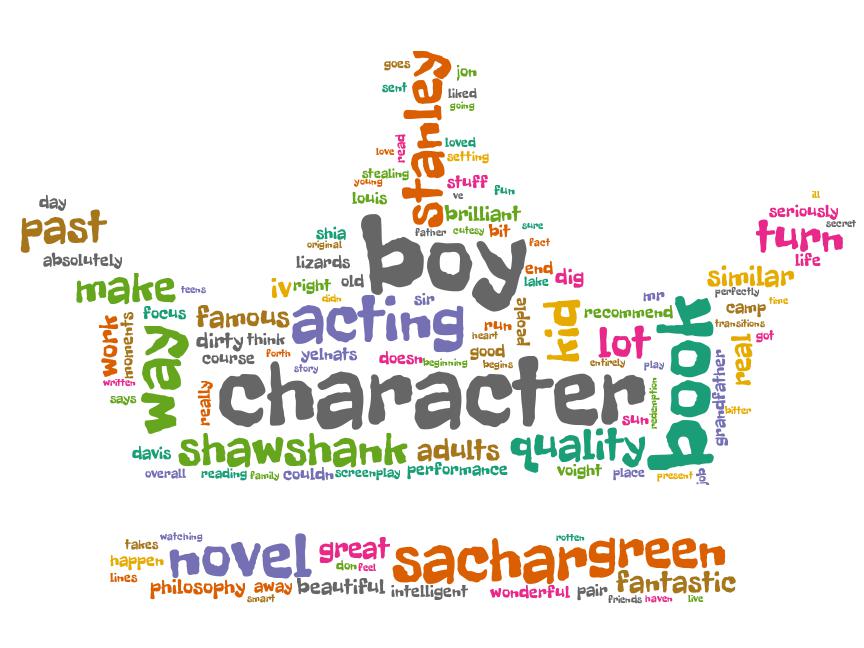 goes
stanley
jon
sent
liked
going
love
read
loved
setting
stealing
young
stuff
fun
louis
ve
brilliant
father
cutesy
bit
sure
day
past
absolutely
shia
original
boy
fact
ill
seriously
secret
turn
life
lizards
old
end
lake
dig
make
teens
iv
right
didn
sir
similar
perfectly
focus
famous
acting
people
kid
mr
recommend
camp
time
work
moments
way
dirty
think
run
heart
lot
book
transitions
got
real
course
forth
yelnats
doesn
beginning
good
begins
entirely
play
story
written
says
really
character
sun
redemption
grandfather
bitter
davis
shawshank
adults
quality
overall
reading
family
couldn
screenplay
performance
voight
place
present
job
takes
watching
happen
novel
great
don
feel
sachar
green
rotten
lines
philosophy
away
smart
beautiful
intelligent
wonderful
pair
friends
haven
fantastic
live